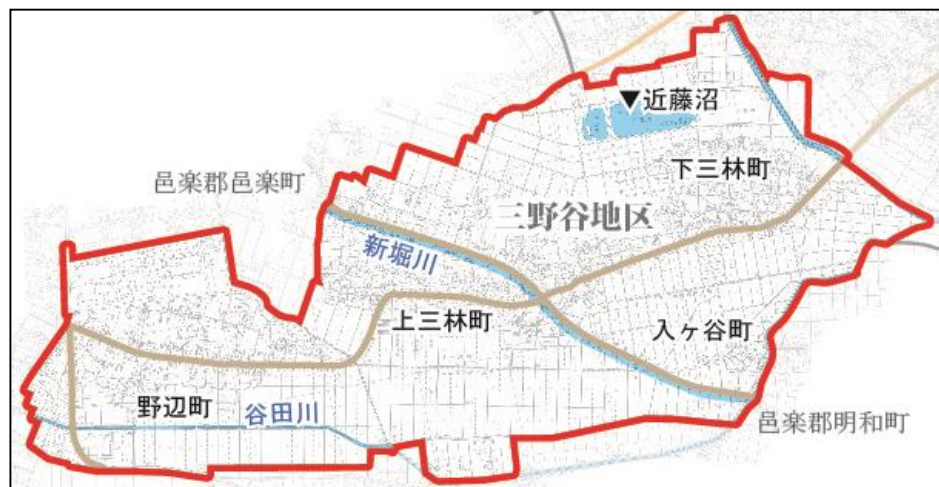 ▼近藤沼
下三林町
邑楽郡邑楽町
三野谷地区
新堀川
上三林町
入ヶ谷町
野辺町
谷田川
邑楽郡明和町